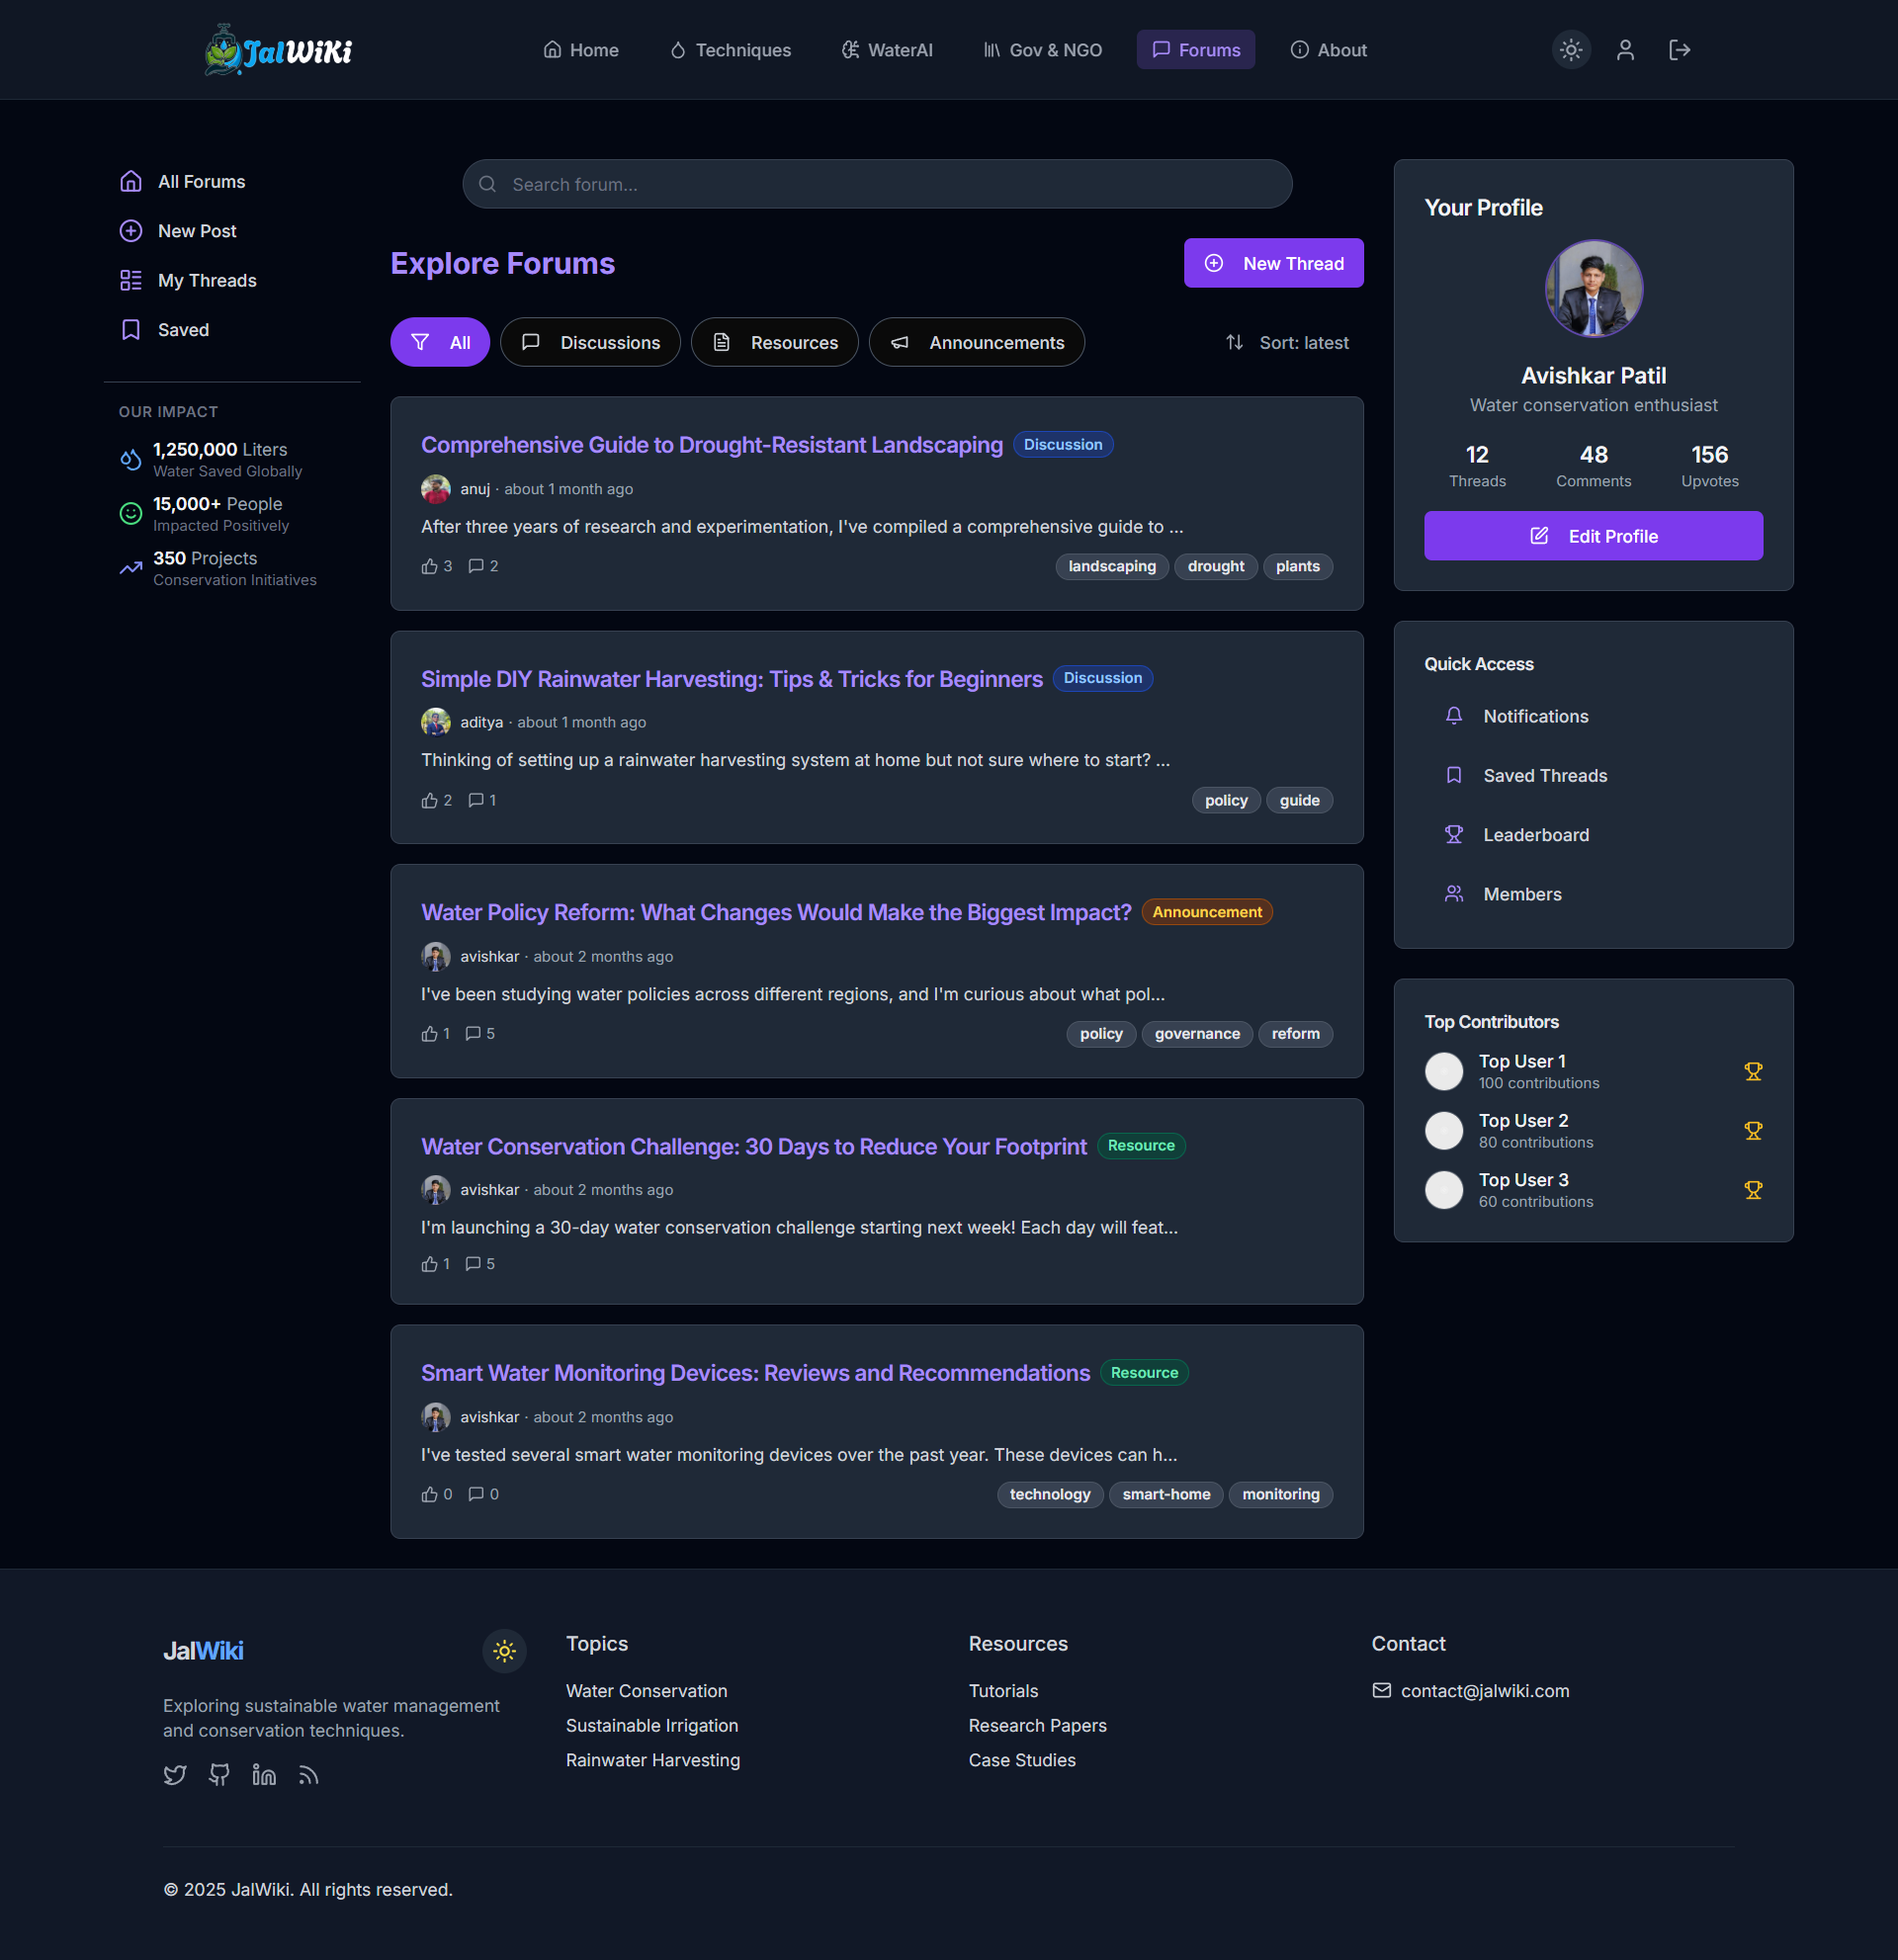 JalWiKi
Home
Techniques
WaterAI
Gov & NGO
Forums
About
All Forums
New Post
My Threads
Saved
OUR IMPACT
1,250,000 Liters
Water Saved Globally
15,000+ People
Impacted Positively
350 Projects
Conservation Initiatives
Search forum...
Explore Forums
New Thread
All
Discussions
Resources
Announcements
Sort: latest
Comprehensive Guide to Drought-Resistant Landscaping Discussion
anuj · about 1 month ago
After three years of research and experimentation, I've compiled a comprehensive guide to ...
3 2
landscaping drought plants
Simple DIY Rainwater Harvesting: Tips & Tricks for Beginners Discussion
aditya · about 1 month ago
Thinking of setting up a rainwater harvesting system at home but not sure where to start? ...
2 1
policy guide
Water Policy Reform: What Changes Would Make the Biggest Impact? Announcement
avishkar · about 2 months ago
I've been studying water policies across different regions, and I'm curious about what pol...
1 5
policy governance reform
Water Conservation Challenge: 30 Days to Reduce Your Footprint Resource
avishkar · about 2 months ago
I'm launching a 30-day water conservation challenge starting next week! Each day will feat...
1 5
Smart Water Monitoring Devices: Reviews and Recommendations Resource
avishkar · about 2 months ago
I've tested several smart water monitoring devices over the past year. These devices can h...
0 0
technology smart-home monitoring
Your Profile
Avishkar Patil
Water conservation enthusiast
12 48 156
Threads Comments Upvotes
Edit Profile
Quick Access
Notifications
Saved Threads
Leaderboard
Members
Top Contributors
Top User 1
100 contributions
Top User 2
80 contributions
Top User 3
60 contributions
JalWiki
Exploring sustainable water management
and conservation techniques.
Topics
Water Conservation
Sustainable Irrigation
Rainwater Harvesting
Resources
Tutorials
Research Papers
Case Studies
Contact
contact@jalwiki.com
© 2025 JalWiki. All rights reserved.